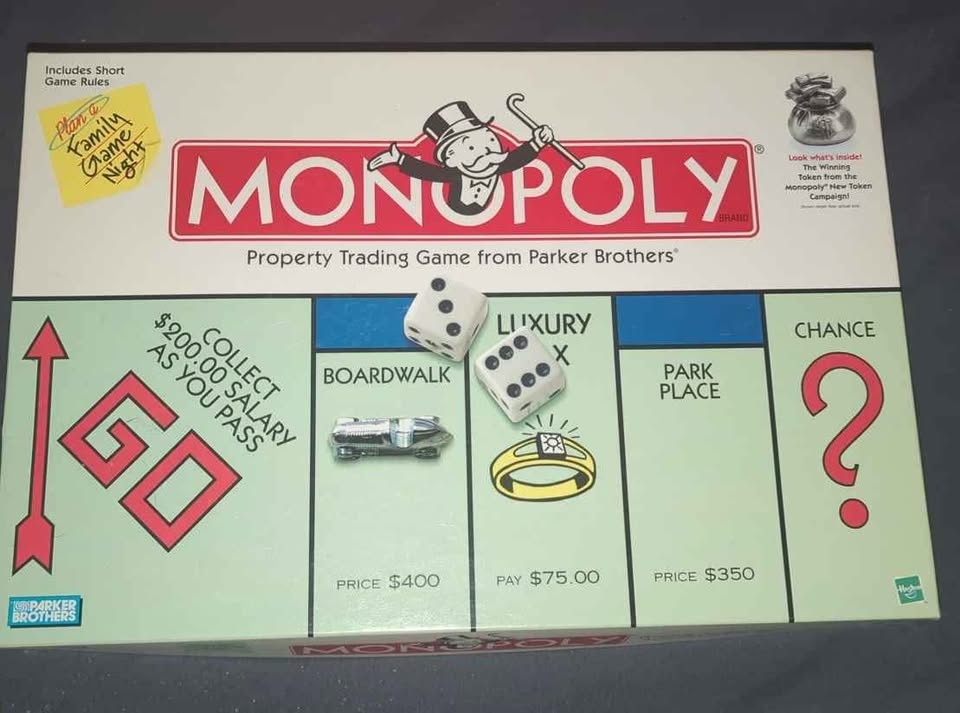 Includes Short
Game Rules
Plan a
Family
Game
Night
MONOPOLY®
BRAND
Property Trading Game from Parker Brothers®
Look what's inside!
The Winning
Token from the
Monopoly® New Token
Campaign!
COLLECT
$200.00 SALARY
AS YOU PASS
GO
BOARDWALK
PRICE $400
LUXURY
X
PAY $75.00
PARK
PLACE
PRICE $350
CHANCE
PARKER
BROTHERS
Hasbro
MONOPOLY